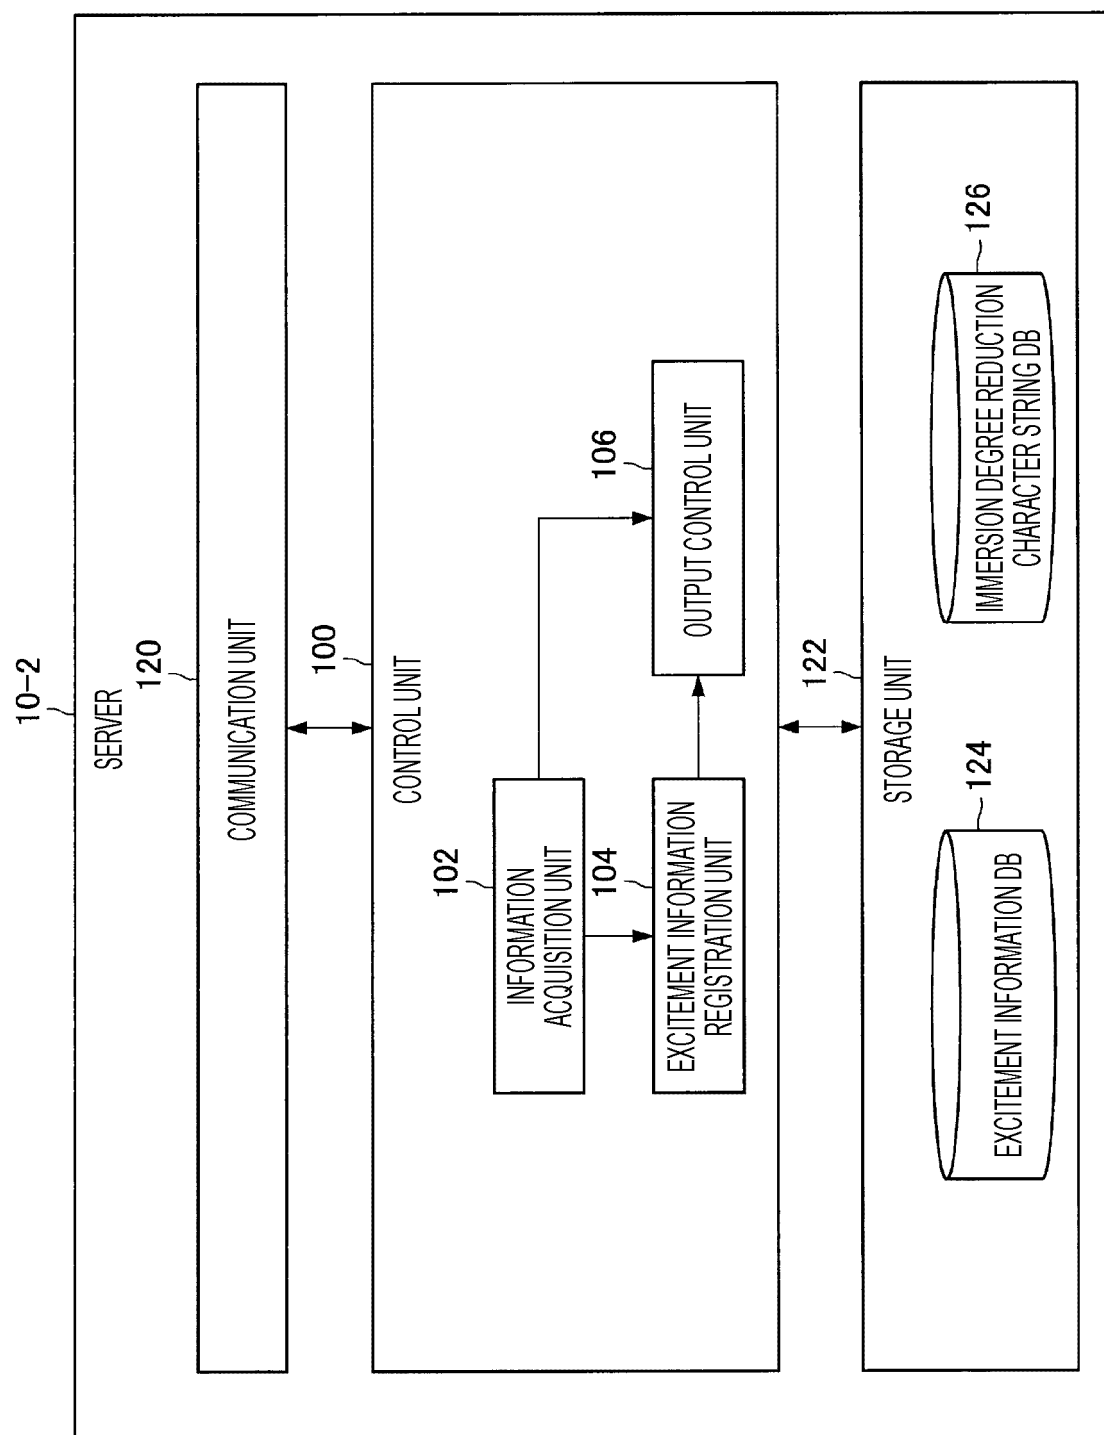 10-2
SERVER
120
COMMUNICATION UNIT
100
CONTROL UNIT
102
INFORMATION
ACQUISITION UNIT
104
EXCITEMENT INFORMATION
REGISTRATION UNIT
106
OUTPUT CONTROL UNIT
122
STORAGE UNIT
124
EXCITEMENT INFORMATION DB
126
IMMERSION DEGREE REDUCTION
CHARACTER STRING DB